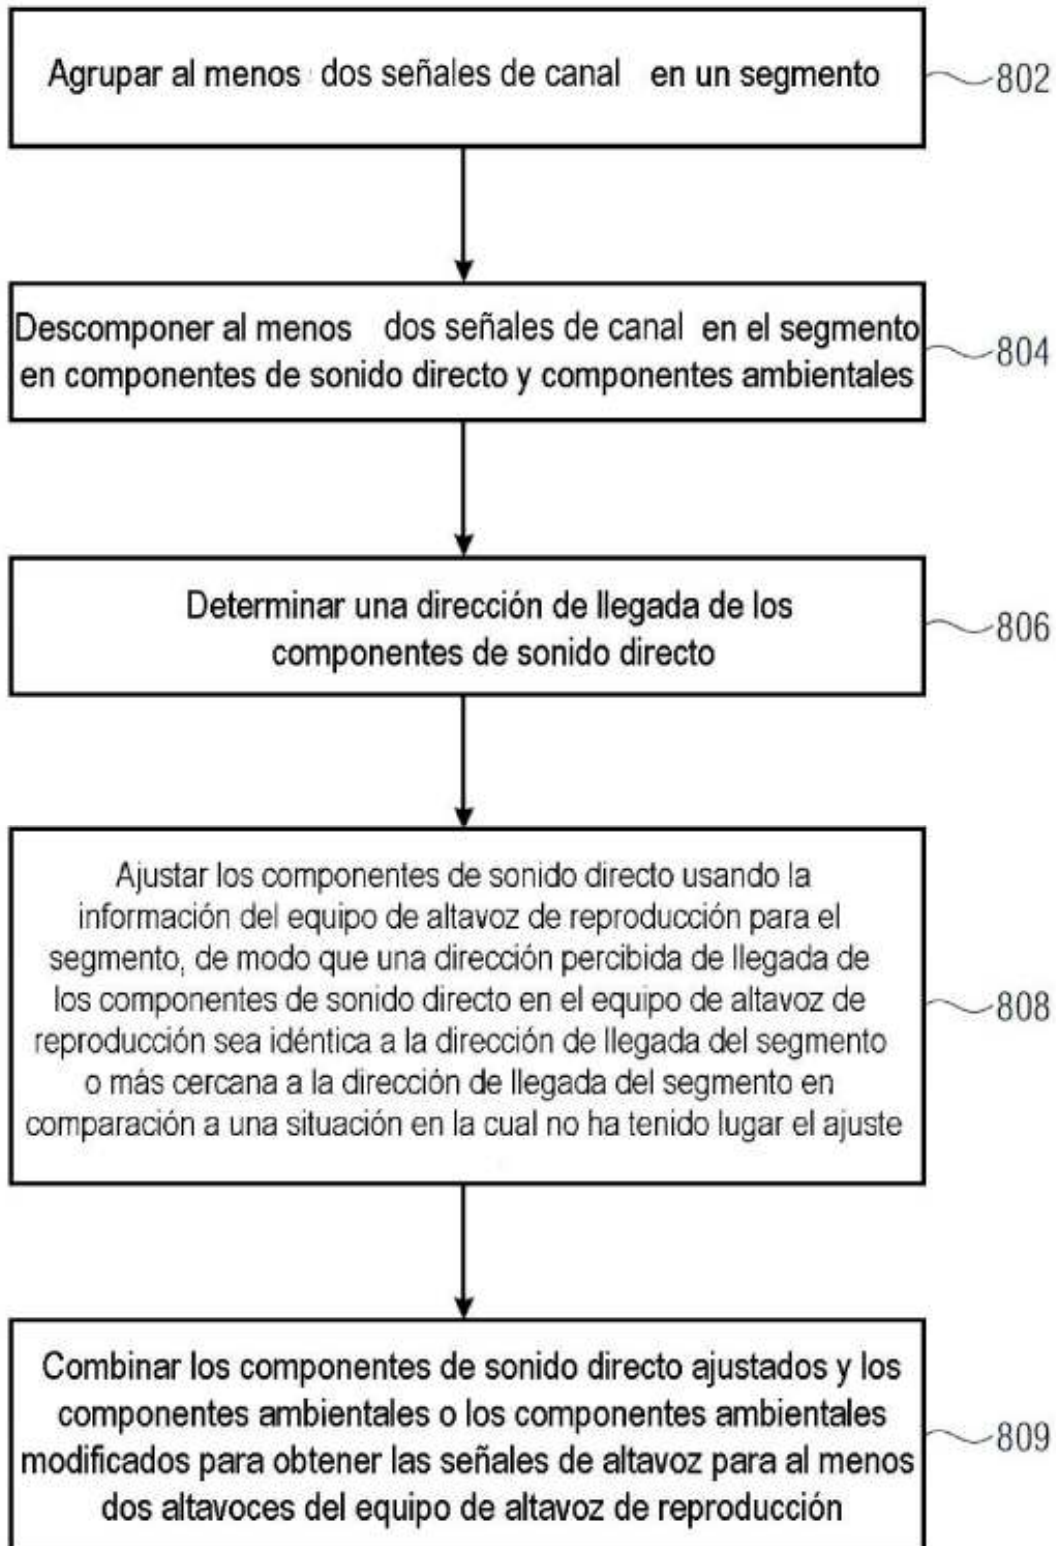 Agrupar al menos dos señales de canal en un segmento
802
Descomponer al menos dos señales de canal en el segmento
en componentes de sonido directo y componentes ambientales
804
Determinar una dirección de llegada de los
componentes de sonido directo
806
Ajustar los componentes de sonido directo usando la
información del equipo de altavoz de reproducción para el
segmento, de modo que una dirección percibida de llegada de
los componentes de sonido directo en el equipo de altavoz de
reproducción sea idéntica a la dirección de llegada del segmento
o más cercana a la dirección de llegada del segmento en
comparación a una situación en la cual no ha tenido lugar el ajuste
808
Combinar los componentes de sonido directo ajustados y los
componentes ambientales o los componentes ambientales
modificados para obtener las señales de altavoz para al menos
dos altavoces del equipo de altavoz de reproducción
809